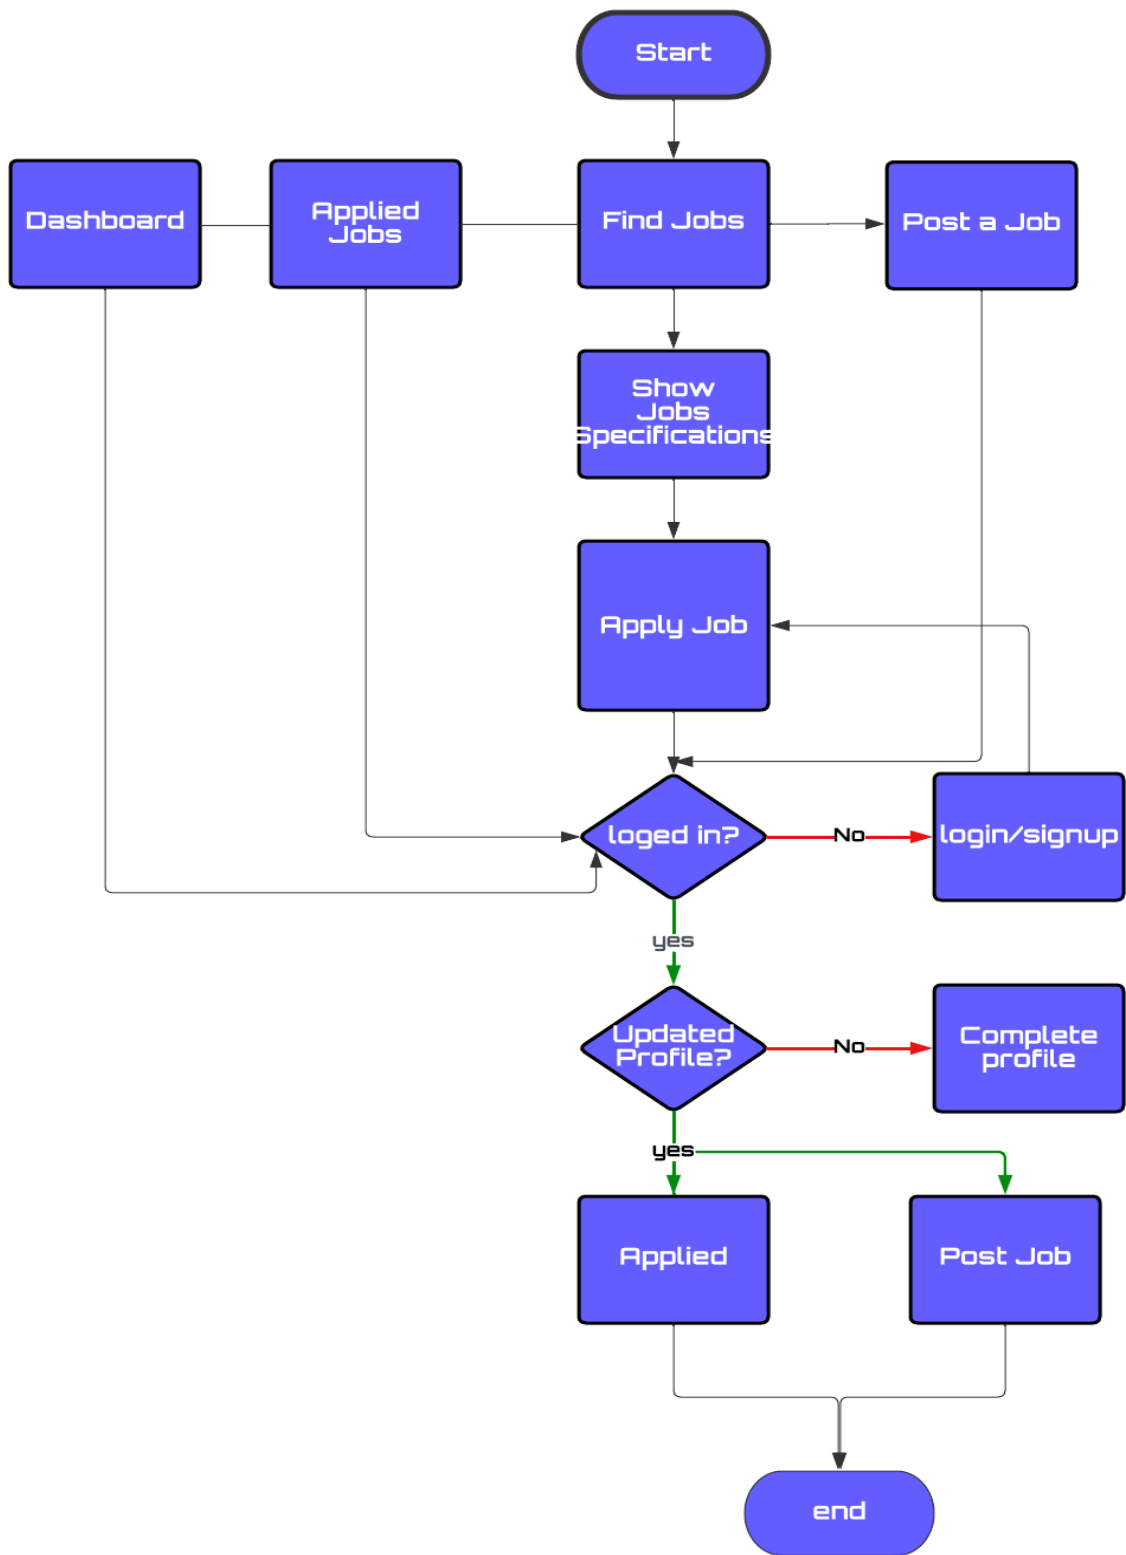 Start
Dashboard
Applied
Jobs
Find Jobs
Post a Job
Show
Jobs
Specifications
Apply Job
loged in?
No
login/signup
yes
Updated
Profile?
No
Complete
profile
yes
Applied
Post Job
end